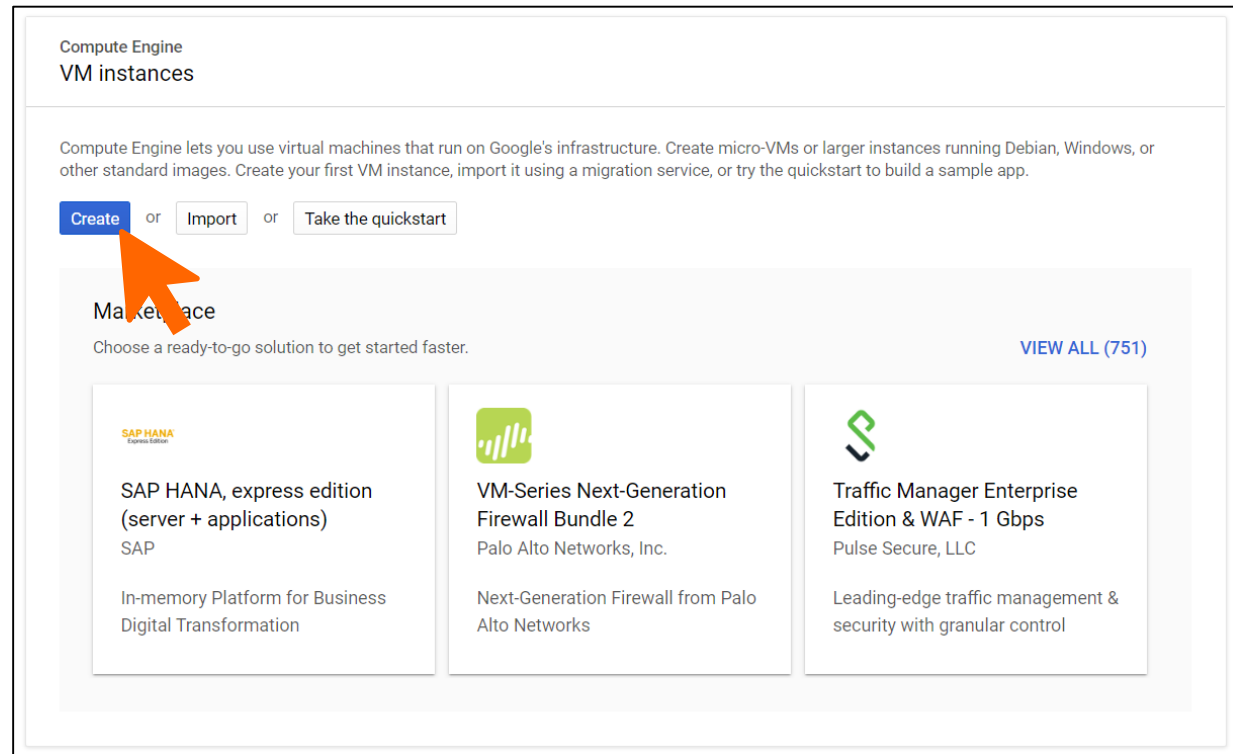 Compute Engine
VM instances
Compute Engine lets you use virtual machines that run on Google's infrastructure. Create micro-VMs or larger instances running Debian, Windows, or
other standard images. Create your first VM instance, import it using a migration service, or try the quickstart to build a sample app.
Create or Import or Take the quickstart
Marketplace
Choose a ready-to-go solution to get started faster.
VIEW ALL (751)
SAP HANA
Express Edition
SAP HANA, express edition
(server + applications)
SAP
In-memory Platform for Business
Digital Transformation
VM-Series Next-Generation
Firewall Bundle 2
Palo Alto Networks, Inc.
Next-Generation Firewall from Palo
Alto Networks
Traffic Manager Enterprise
Edition & WAF - 1 Gbps
Pulse Secure, LLC
Leading-edge traffic management &
security with granular control